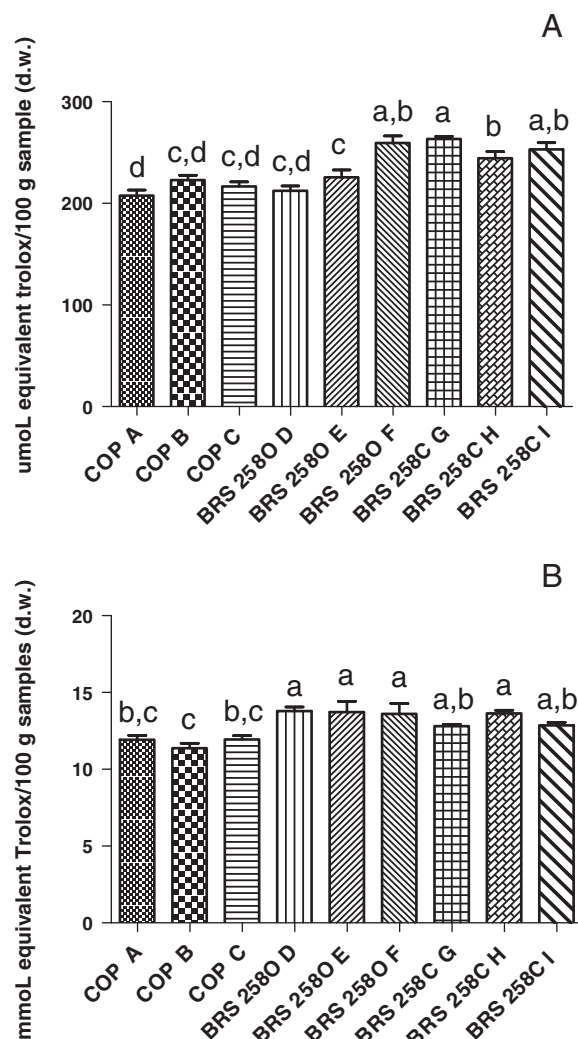 A
umoL equivalent trolox/100 g sample (d.w.)
300
200
100
0
d
c,d
c,d
c,d
c
a,b
a
b
a,b
COP A
COP B
COP C
BRS 258O D
BRS 258O E
BRS 258O F
BRS 258C G
BRS 258C H
BRS 258C I
B
mmoL equivalent Trolox/100 g samples (d.w.)
20
15
10
5
0
b,c
c
b,c
a
a
a
a,b
a
a,b
COP A
COP B
COP C
BRS 258O D
BRS 258O E
BRS 258O F
BRS 258C G
BRS 258C H
BRS 258C I